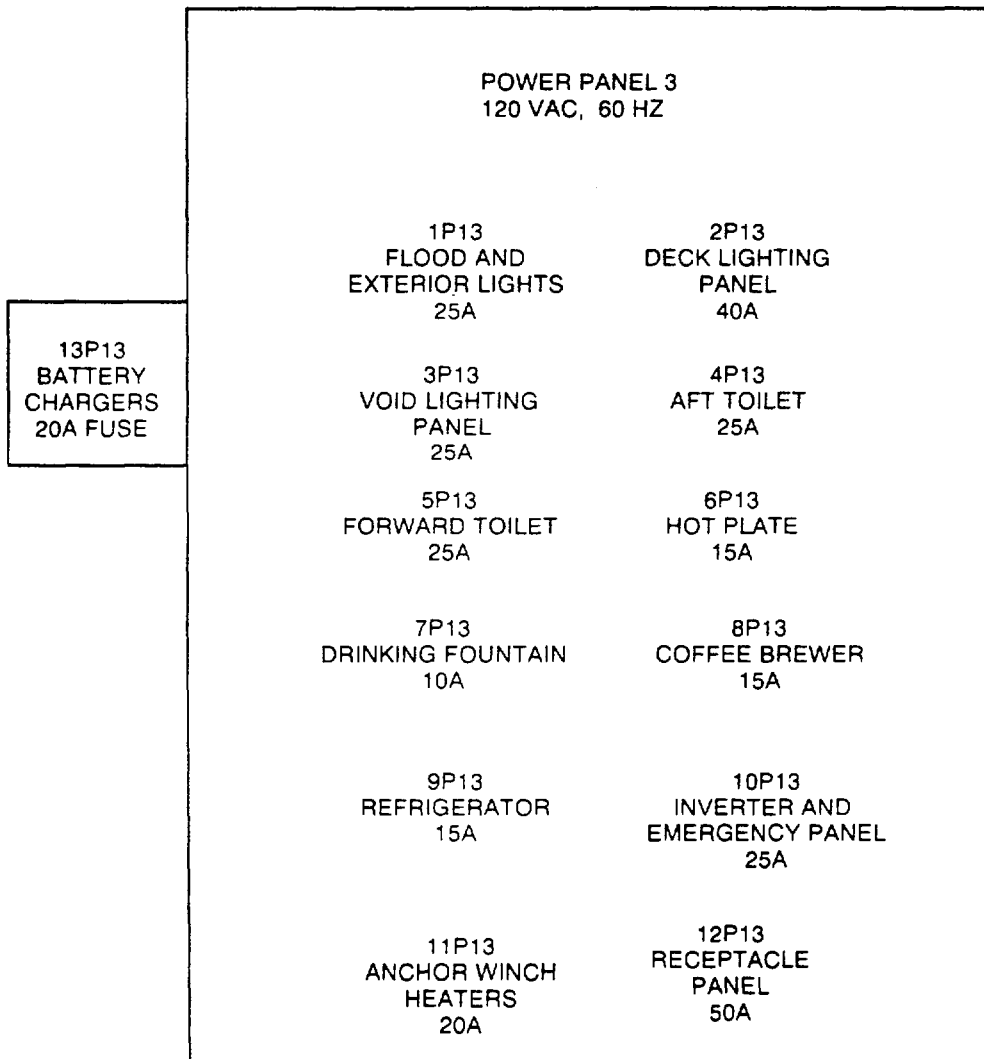 POWER PANEL 3
120 VAC, 60 HZ
1P13
FLOOD AND
EXTERIOR LIGHTS
25A
2P13
DECK LIGHTING
PANEL
40A
13P13
BATTERY
CHARGERS
20A FUSE
3P13
VOID LIGHTING
PANEL
25A
4P13
AFT TOILET
25A
5P13
FORWARD TOILET
25A
6P13
HOT PLATE
15A
7P13
DRINKING FOUNTAIN
10A
8P13
COFFEE BREWER
15A
9P13
REFRIGERATOR
15A
10P13
INVERTER AND
EMERGENCY PANEL
25A
11P13
ANCHOR WINCH
HEATERS
20A
12P13
RECEPTACLE
PANEL
50A